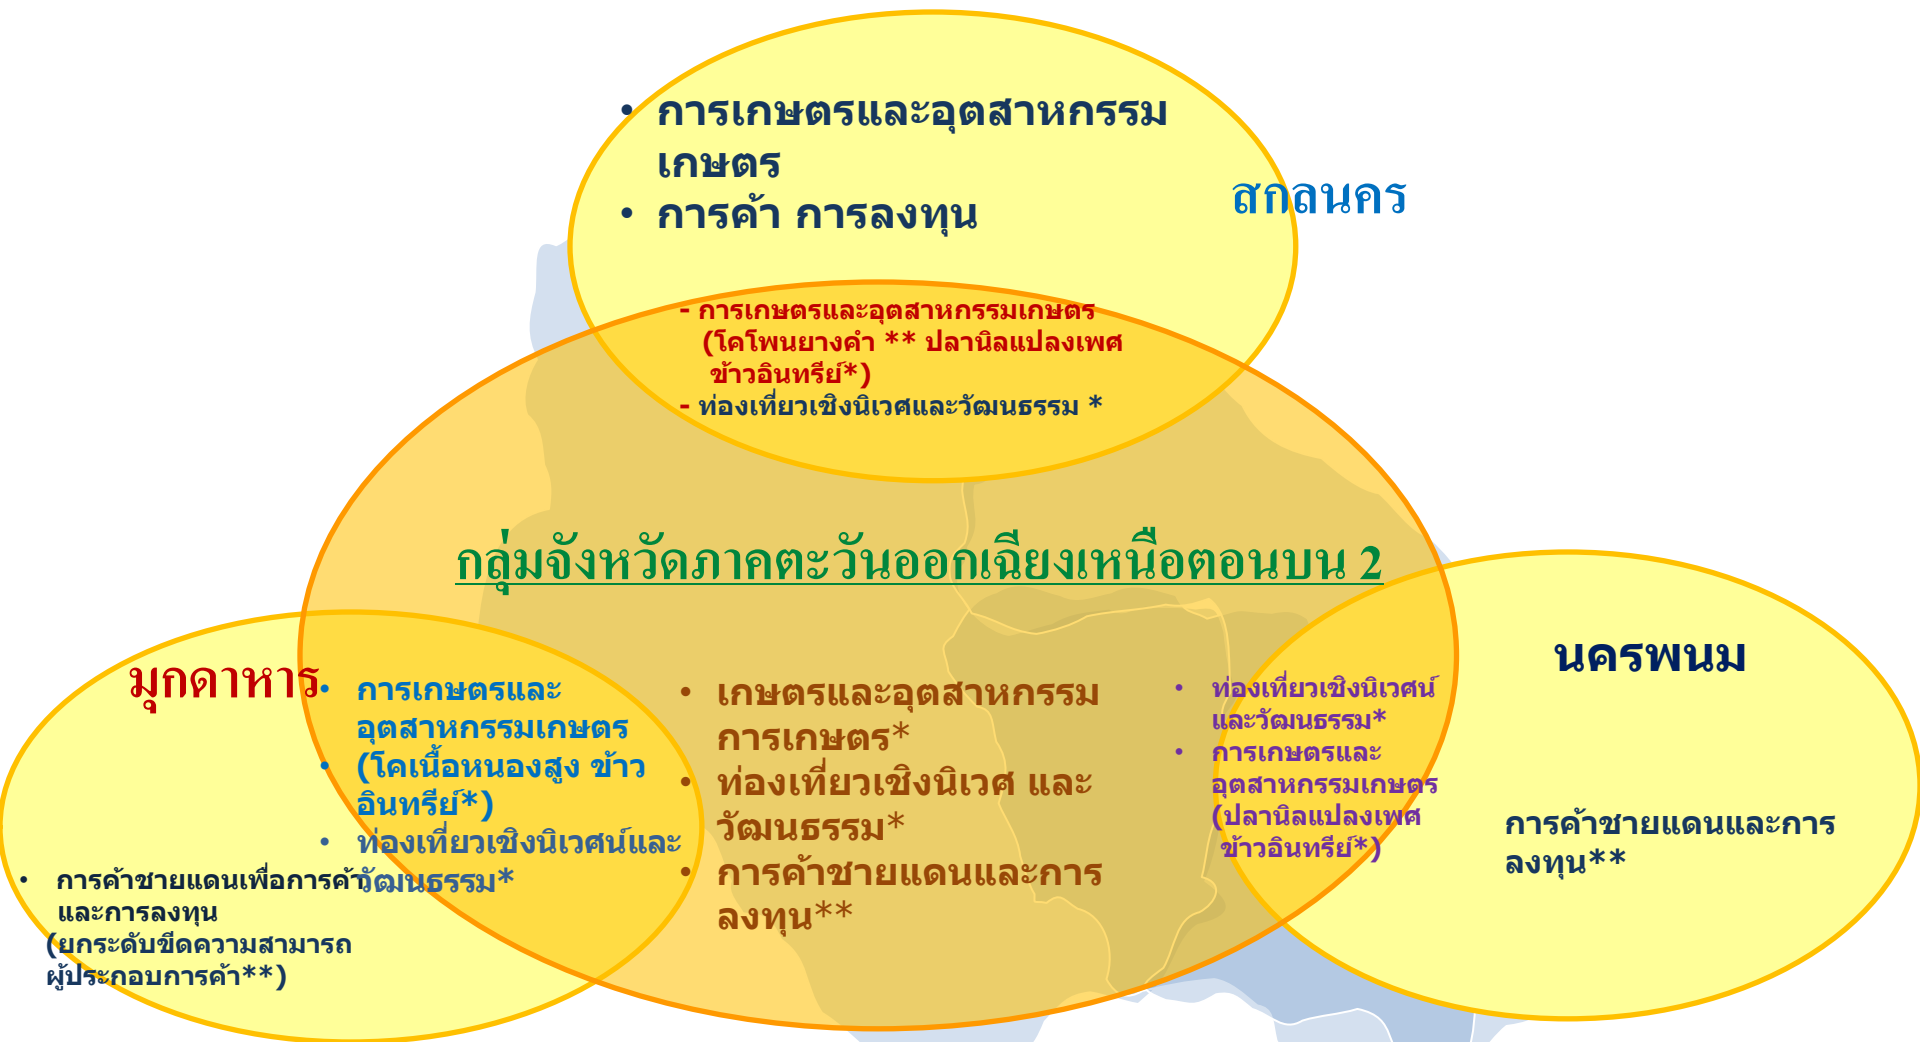 • การเกษตรและอุตสาหกรรม
เกษตร
• การค้า การลงทุน
สกลนคร
- การเกษตรและอุตสาหกรรมเกษตร
(โคโพนยางคำ ** ปลานิลแปลงเพศ
ข้าวอินทรีย์*)
- ท่องเที่ยวเชิงนิเวศและวัฒนธรรม *
กลุ่มจังหวัดภาคตะวันออกเฉียงเหนือตอนบน 2
มุกดาหาร
• การเกษตรและ
อุตสาหกรรมเกษตร
• (โคเนื้อหนองสูง ข้าว
อินทรีย์*)
• ท่องเที่ยวเชิงนิเวศน์และ
วัฒนธรรม*
• การค้าชายแดนเพื่อการค้า
และการลงทุน
(ยกระดับขีดความสามารถ
ผู้ประกอบการค้า**)
• เกษตรและอุตสาหกรรม
การเกษตร*
• ท่องเที่ยวเชิงนิเวศ และ
วัฒนธรรม*
• การค้าชายแดนและการ
ลงทุน**
• ท่องเที่ยวเชิงนิเวศน์
และวัฒนธรรม*
• การเกษตรและ
อุตสาหกรรมเกษตร
(ปลานิลแปลงเพศ
ข้าวอินทรีย์*)
นครพนม
การค้าชายแดนและการ
ลงทุน**